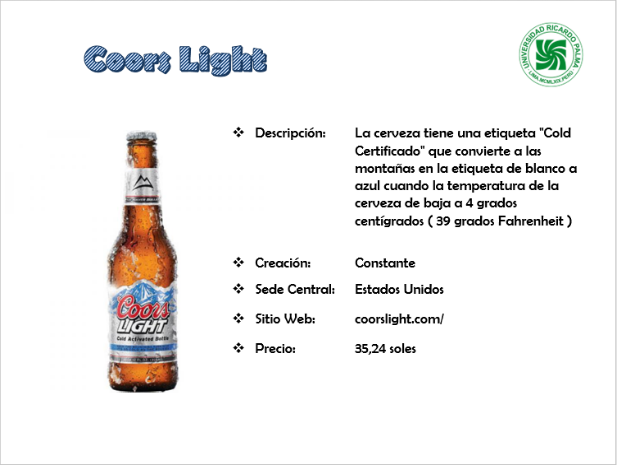 Coors Light
UNIVERSIDAD RICARDO PALMA
LIMA
Descripción: La cerveza tiene una etiqueta "Cold
Certificado" que convierte a las
montañas en la etiqueta de blanco a
azul cuando la temperatura de la
cerveza de baja a 4 grados
centígrados ( 39 grados Fahrenheit )
Creación: Constante
Sede Central: Estados Unidos
Sitio Web: coorslight.com/
Precio: 35,24 soles
Coors
LIGHT
Cold Activated Bottle